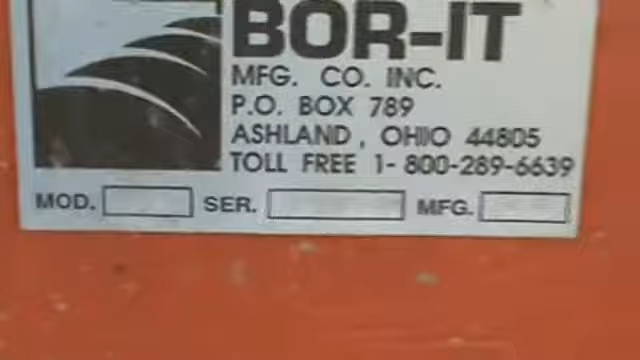 BOR-IT
MFG. CO. INC.
P.O. BOX 789
ASHLAND, OHIO 44805
TOLL FREE 1-800-289-6639
MOD. SER. MFG.